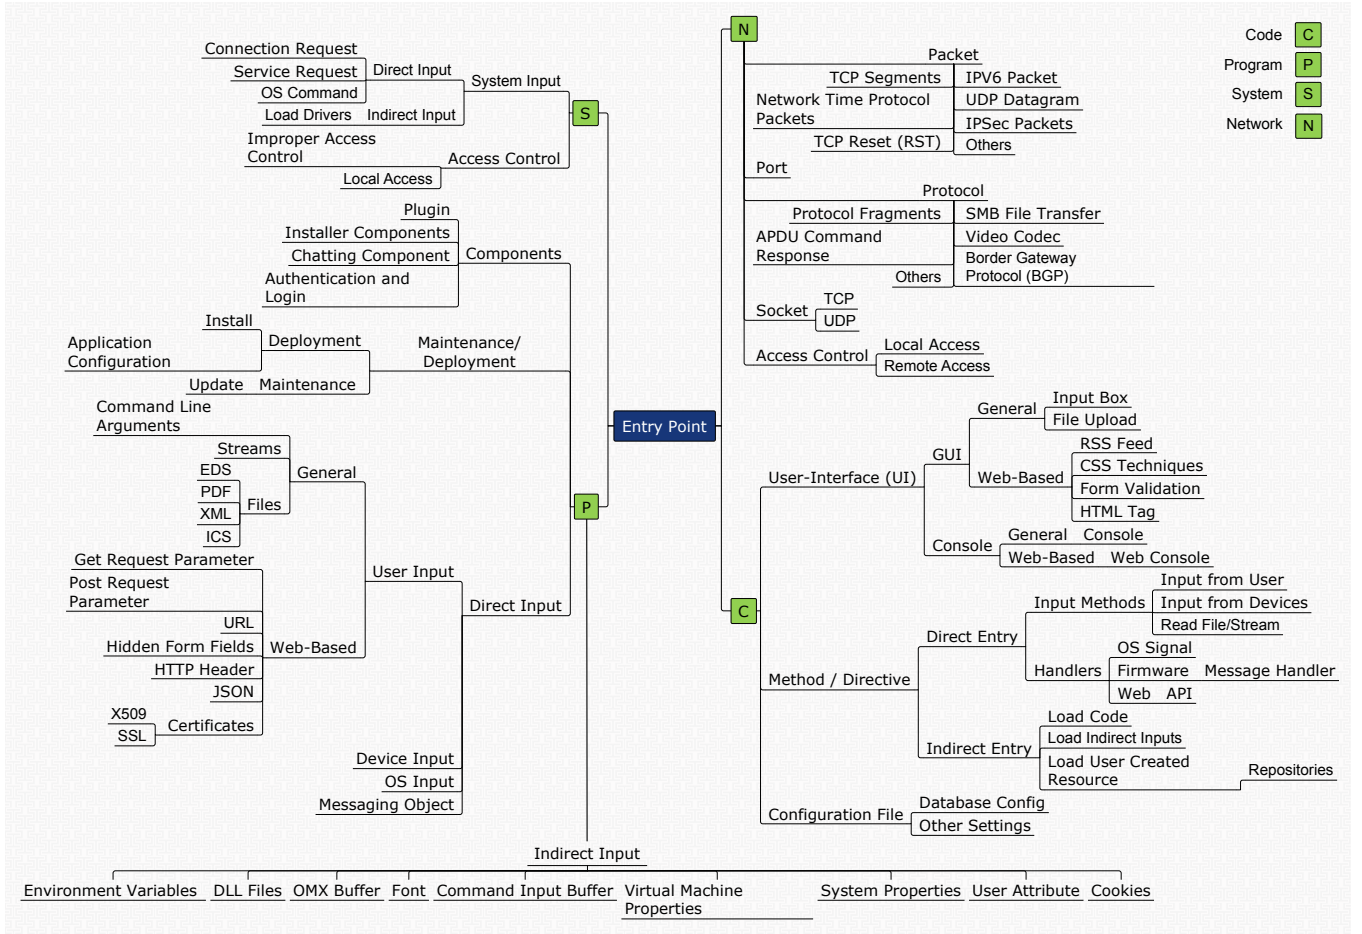 Connection Request
Service Request
OS Command
Direct Input
Load Drivers
Indirect Input
System Input
Improper Access
Control
Local Access
Access Control
S
Plugin
Installer Components
Chatting Component
Authentication and
Login
Components
Install
Application
Configuration
Deployment
Update
Maintenance
Maintenance/
Deployment
Command Line
Arguments
Streams
EDS
PDF
XML
ICS
Files
General
Get Request Parameter
Post Request
Parameter
URL
Hidden Form Fields
HTTP Header
JSON
X509
SSL
Certificates
Web-Based
User Input
Device Input
OS Input
Messaging Object
Direct Input
P
Indirect Input
Environment Variables
DLL Files
OMX Buffer
Font
Command Input Buffer
Virtual Machine
Properties
System Properties
User Attribute
Cookies
Entry Point
N
Packet
TCP Segments
Network Time Protocol
Packets
TCP Reset (RST)
IPV6 Packet
UDP Datagram
IPSec Packets
Others
Port
Protocol
Protocol Fragments
APDU Command
Response
Others
SMB File Transfer
Video Codec
Border Gateway
Protocol (BGP)
Socket
TCP
UDP
Access Control
Local Access
Remote Access
C
User-Interface (UI)
GUI
General
Input Box
File Upload
Web-Based
RSS Feed
CSS Techniques
Form Validation
HTML Tag
Console
General
Console
Web-Based
Web Console
Method / Directive
Direct Entry
Input Methods
Input from User
Input from Devices
Read File/Stream
Handlers
OS Signal
Firmware
Message Handler
Web
API
Indirect Entry
Load Code
Load Indirect Inputs
Load User Created
Resource
Repositories
Configuration File
Database Config
Other Settings
Code C
Program P
System S
Network N